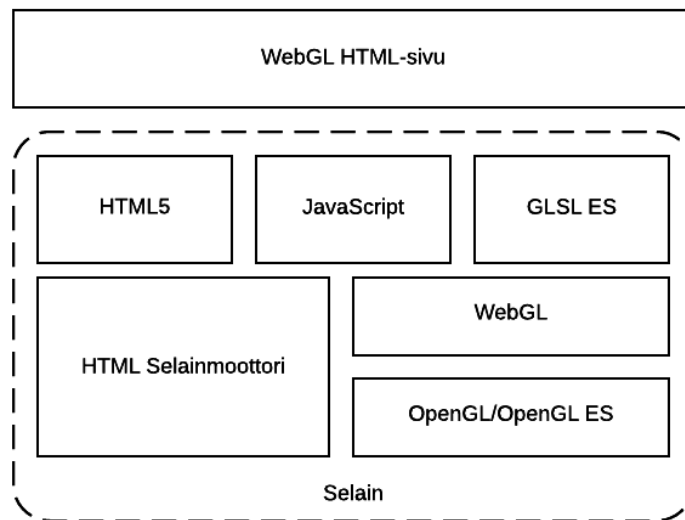 WebGL HTML-sivu
HTML5
JavaScript
GLSL ES
HTML Selainmoottori
WebGL
OpenGL/OpenGL ES
Selain